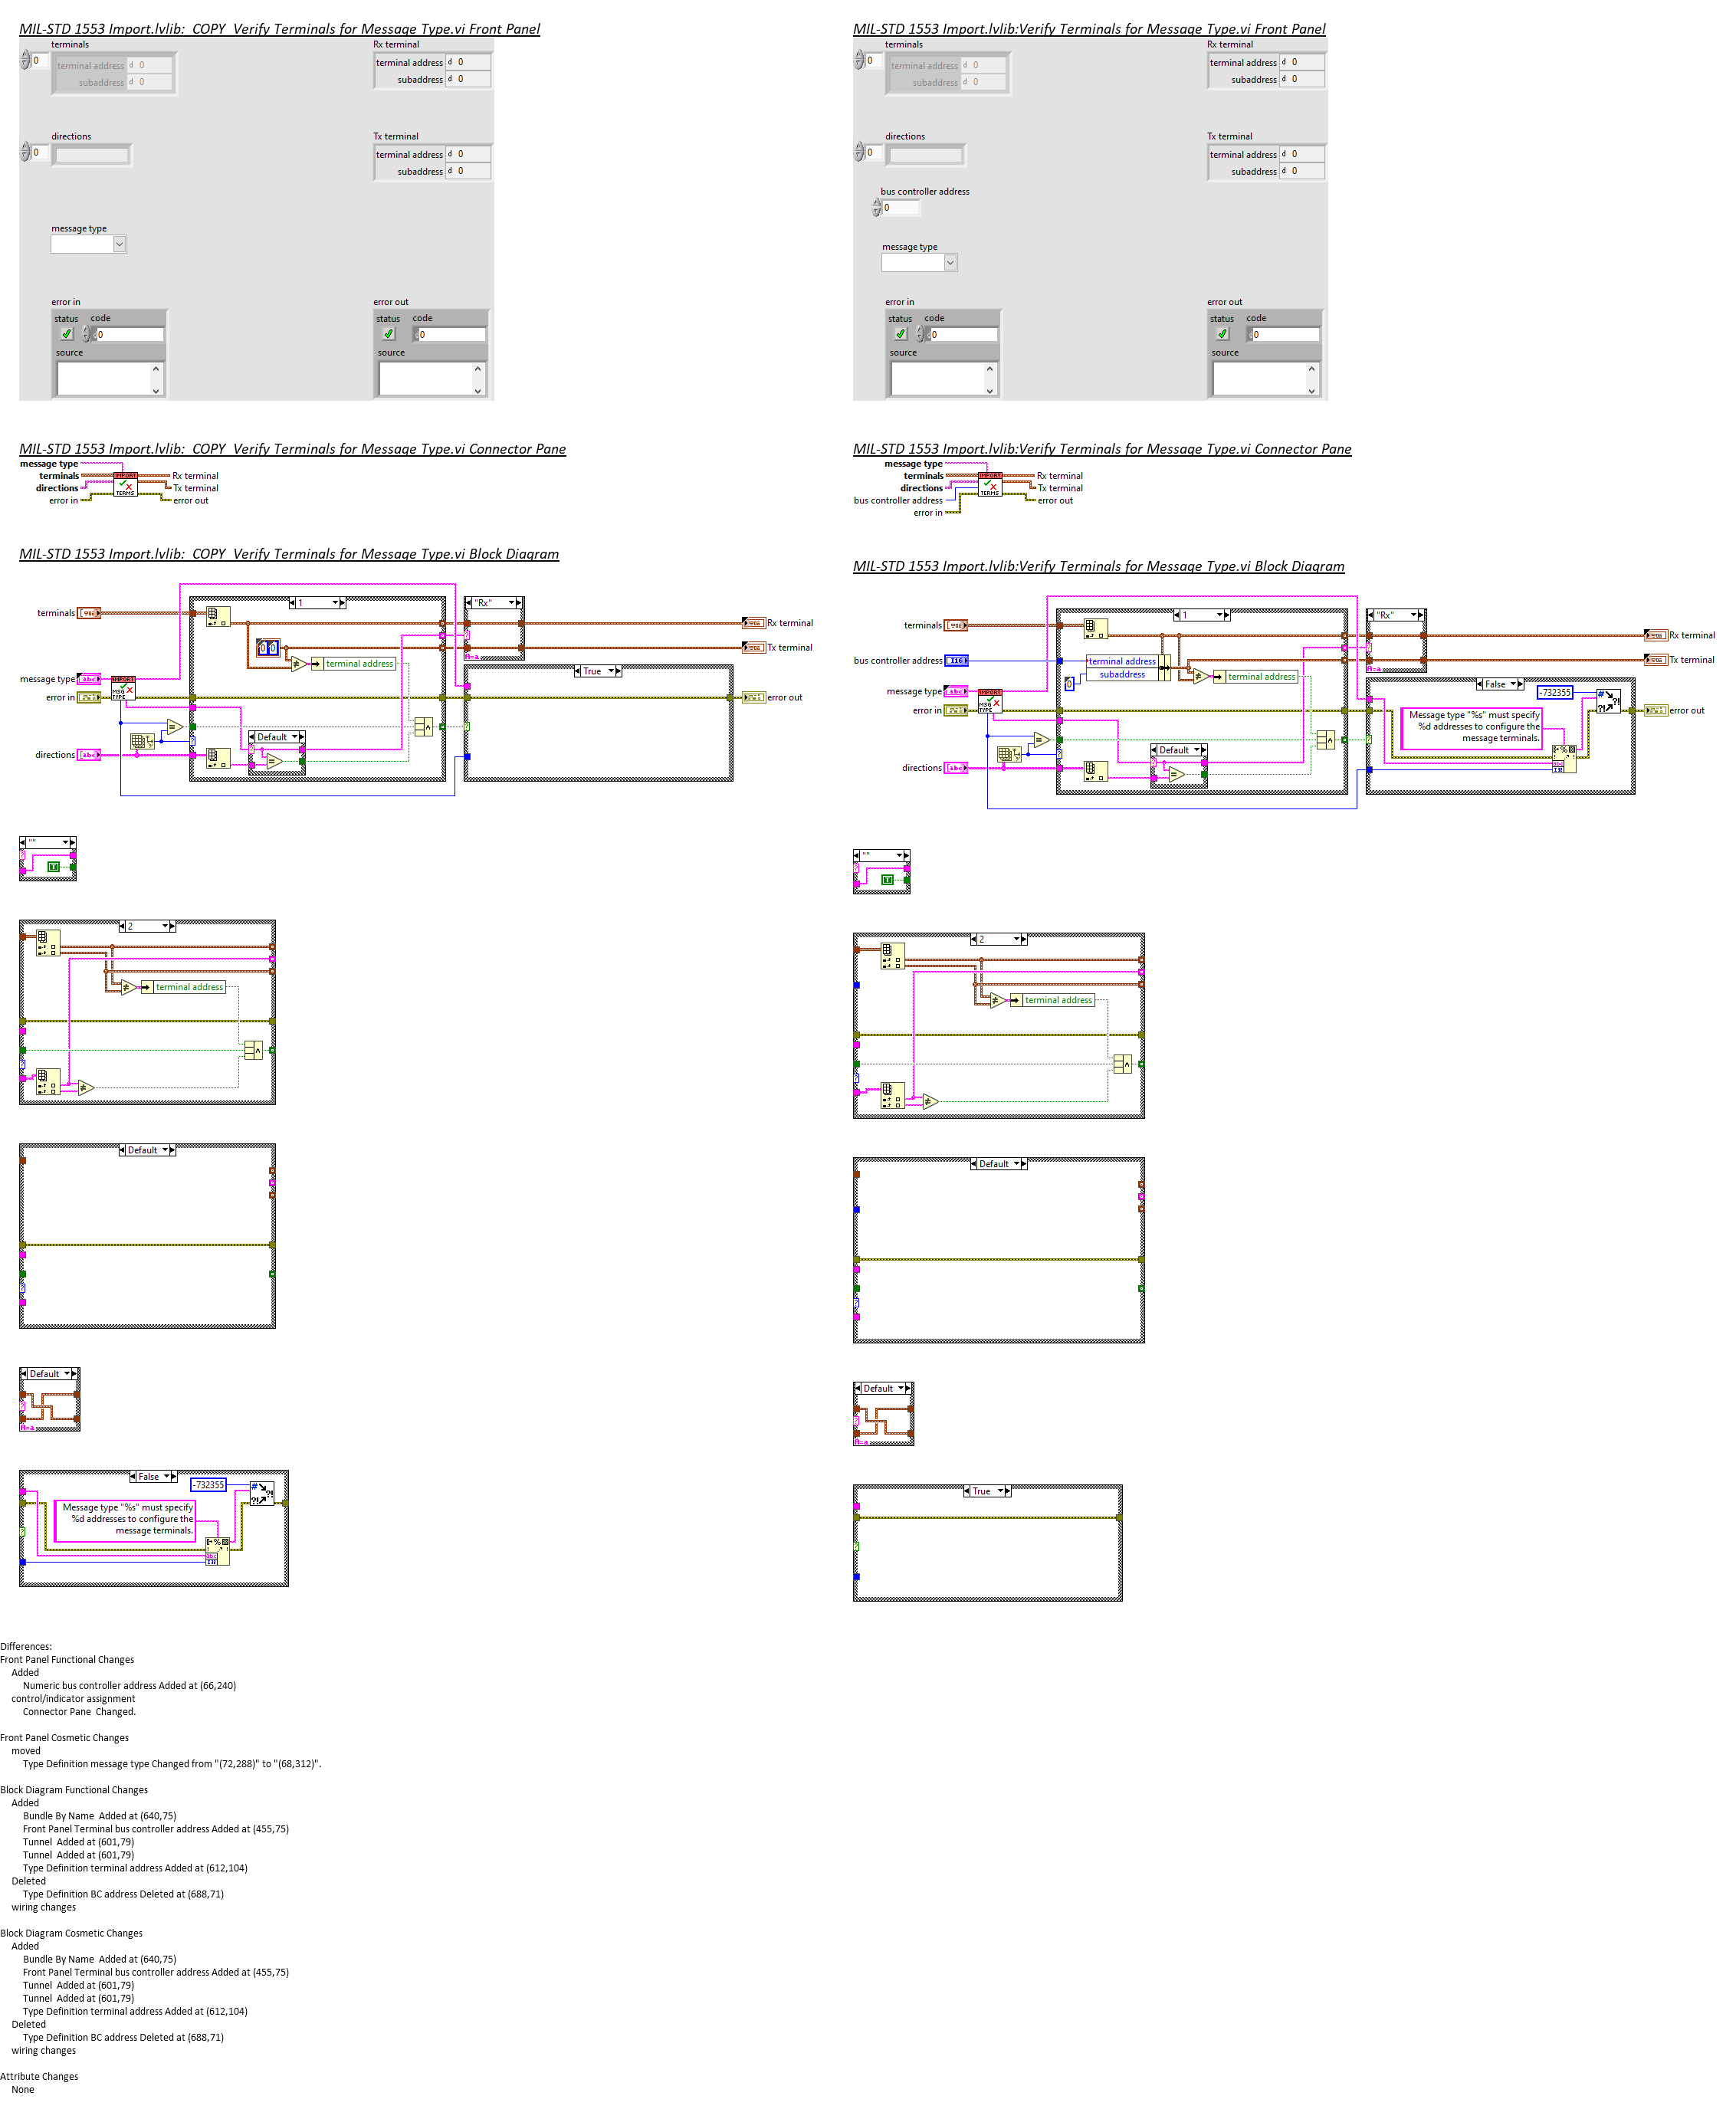 MIL-STD 1553 Import.lvlib:  COPY  Verify Terminals for Message Type.vi Front Panel
terminals
0
terminal address d 0
subaddress d 0
Rx terminal
terminal address d 0
subaddress d 0
directions
0
Tx terminal
terminal address d 0
subaddress d 0
message type
error in
status code
0
source
error out
status code
0
source
MIL-STD 1553 Import.lvlib:Verify Terminals for Message Type.vi Front Panel
terminals
0
terminal address d 0
subaddress d 0
Rx terminal
terminal address d 0
subaddress d 0
directions
0
Tx terminal
terminal address d 0
subaddress d 0
bus controller address
0
message type
error in
status code
0
source
error out
status code
0
source
MIL-STD 1553 Import.lvlib:  COPY  Verify Terminals for Message Type.vi Connector Pane
message type
terminals
directions
error in
IMPORT
TERMS
Rx terminal
Tx terminal
error out
MIL-STD 1553 Import.lvlib:Verify Terminals for Message Type.vi Connector Pane
message type
terminals
directions
bus controller address
error in
IMPORT
TERMS
Rx terminal
Tx terminal
error out
MIL-STD 1553 Import.lvlib:  COPY  Verify Terminals for Message Type.vi Block Diagram
terminals
1
"Rx"
Rx terminal
0 0
Tx terminal
terminal address
A=a
True
message type
abc
IMPORT
MSG
TYPE
error in
error out
Default
directions
abc
MIL-STD 1553 Import.lvlib:Verify Terminals for Message Type.vi Block Diagram
terminals
1
"Rx"
Rx terminal
bus controller address
I16
terminal address
subaddress
0
Tx terminal
terminal address
A=a
False
-732355
message type
abc
IMPORT
MSG
TYPE
error in
error out
Message type "%s" must specify
%d addresses to configure the
message terminals.
Default
directions
abc
""
T
""
T
2
terminal address
2
terminal address
Default
Default
Default
A=a
Default
A=a
False
-732355
Message type "%s" must specify
%d addresses to configure the
message terminals.
True
Differences:
Front Panel Functional Changes
Added
Numeric bus controller address Added at (66,240)
control/indicator assignment
Connector Pane  Changed.
Front Panel Cosmetic Changes
moved
Type Definition message type Changed from "(72,288)" to "(68,312)".
Block Diagram Functional Changes
Added
Bundle By Name  Added at (640,75)
Front Panel Terminal bus controller address Added at (455,75)
Tunnel  Added at (601,79)
Tunnel  Added at (601,79)
Type Definition terminal address Added at (612,104)
Deleted
Type Definition BC address Deleted at (688,71)
wiring changes
Block Diagram Cosmetic Changes
Added
Bundle By Name  Added at (640,75)
Front Panel Terminal bus controller address Added at (455,75)
Tunnel  Added at (601,79)
Tunnel  Added at (601,79)
Type Definition terminal address Added at (612,104)
Deleted
Type Definition BC address Deleted at (688,71)
wiring changes
Attribute Changes
None